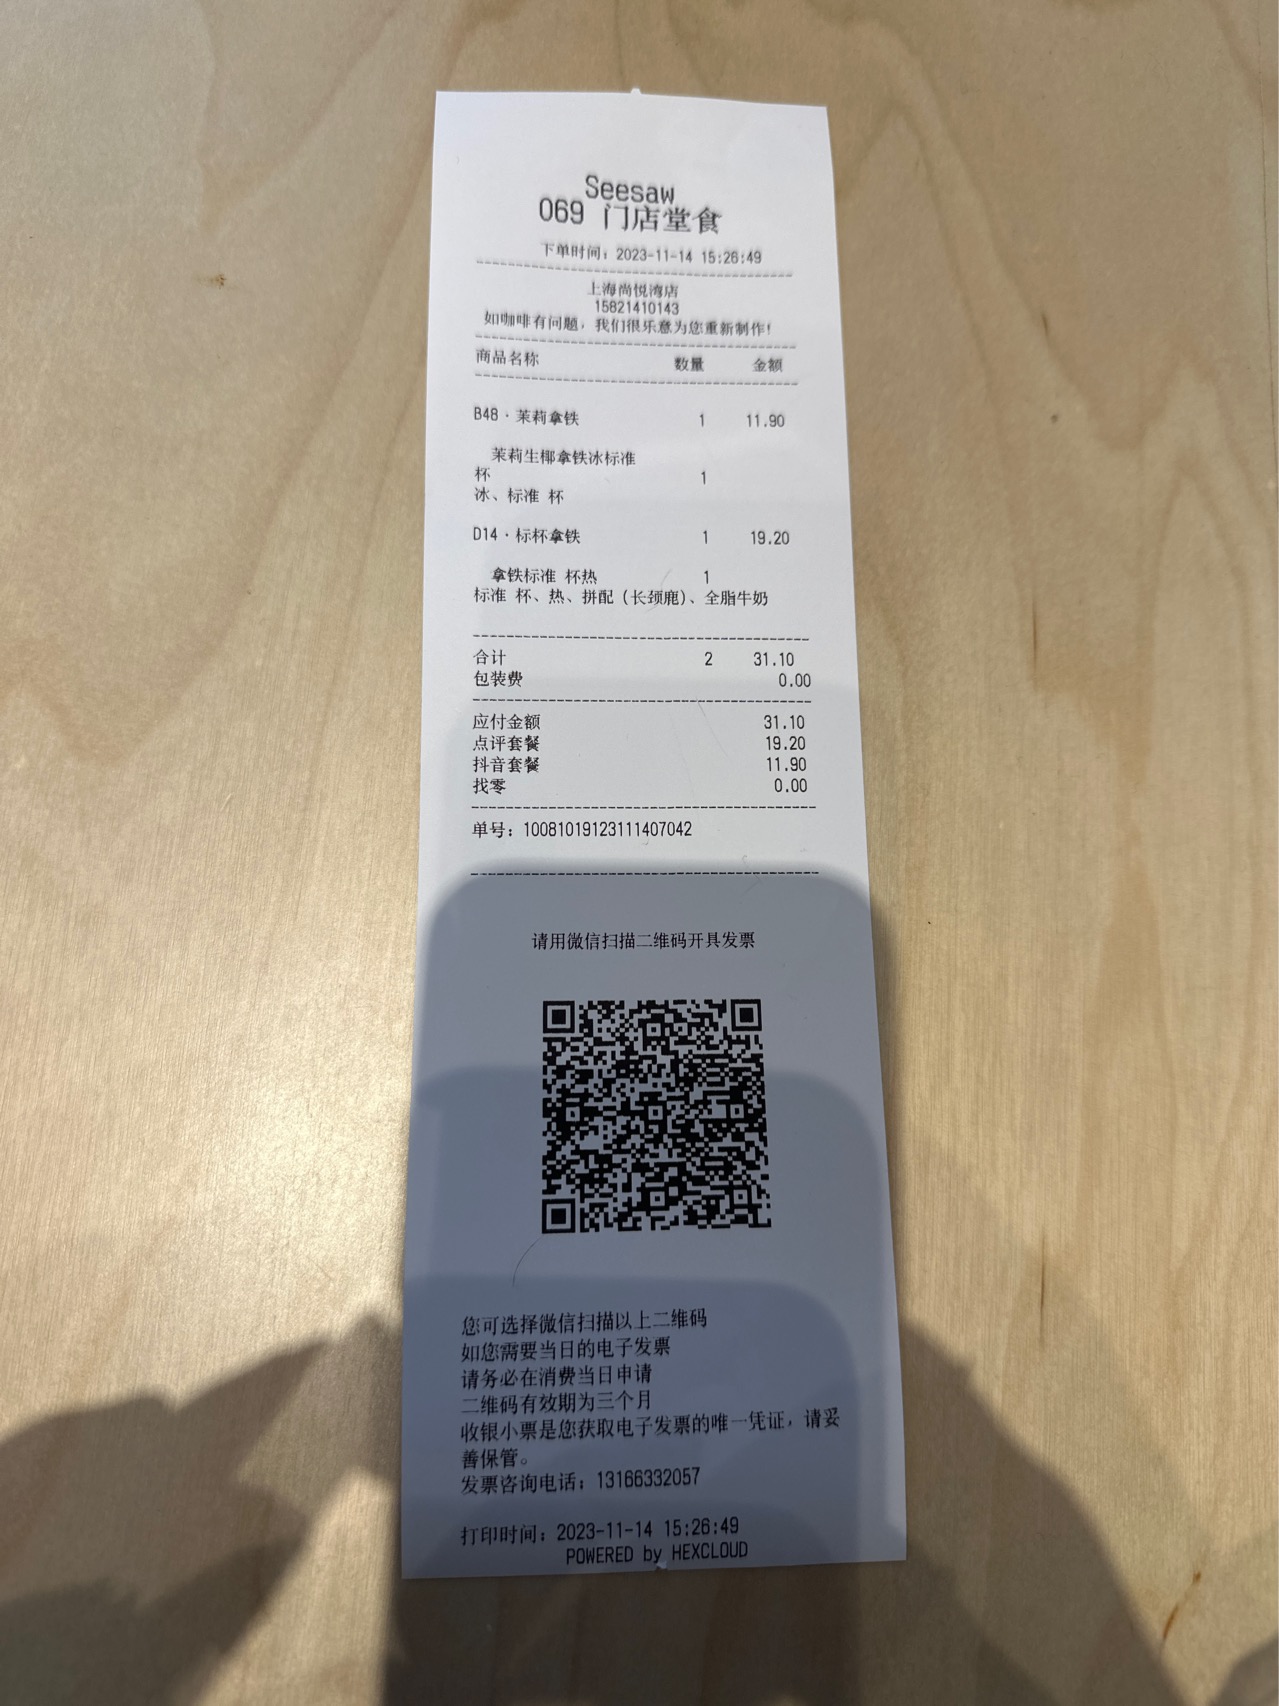 Seesaw
069 门店堂食
下单时间：2023-11-14 15:26:49
上海尚悦湾店
15821410143
如咖啡有问题，我们很乐意为您重新制作！
商品名称 数量 金额
B48·茉莉拿铁 1 11.90
茉莉生椰拿铁冰标准
杯 1
冰、标准 杯
D14·标杯拿铁 1 19.20
拿铁标准 杯热 1
标准 杯、热、拼配（长颈鹿）、全脂牛奶
合计 2 31.10
包装费 0.00
应付金额 31.10
点评套餐 19.20
抖音套餐 11.90
找零 0.00
单号：10081019123111407042
请用微信扫描二维码开具发票
您可选择微信扫描以上二维码
如您需要当日的电子发票
请务必在消费当日申请
二维码有效期为三个月
收银小票是您获取电子发票的唯一凭证，请妥
善保管。
发票咨询电话：13166332057
打印时间：2023-11-14 15:26:49
POWERED by HEXCLOUD